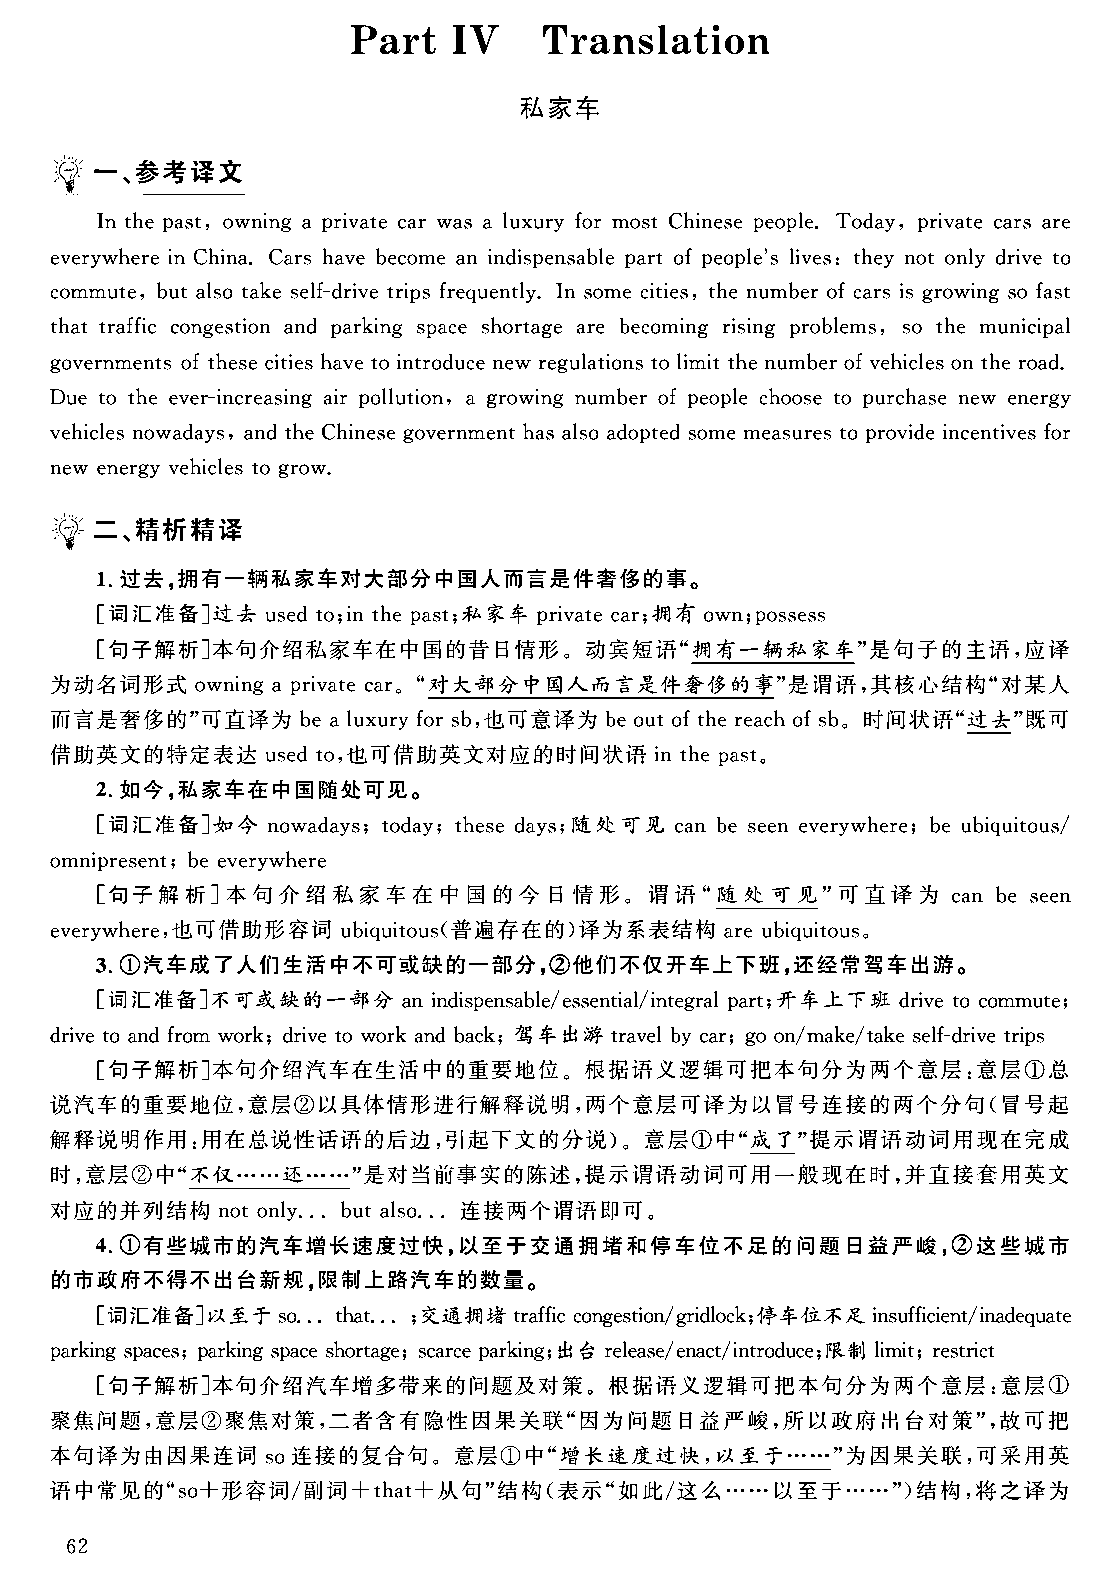 Part IV Translation
私家车
一、参考译文
In the past, owning a private car was a luxury for most Chinese people. Today, private cars are
everywhere in China. Cars have become an indispensable part of people's lives: they not only drive to
commute, but also take self-drive trips frequently. In some cities, the number of cars is growing so fast
that traffic congestion and parking space shortage are becoming rising problems, so the municipal
governments of these cities have to introduce new regulations to limit the number of vehicles on the road.
Due to the ever-increasing air pollution, a growing number of people choose to purchase new energy
vehicles nowadays, and the Chinese government has also adopted some measures to provide incentives for
new energy vehicles to grow.
二、精析精译
1. 过去,拥有一辆私家车对大部分中国人而言是件奢侈的事。
[词汇准备]过去 used to;in the past;私家车 private car;拥有 own;possess
[句子解析]本句介绍私家车在中国的昔日情形。动宾短语“拥有一辆私家车”是句子的主语,应译
为动名词形式 owning a private car。“对大部分中国人而言是件奢侈的事”是谓语,其核心结构“对某人
而言是奢侈的”可直译为 be a luxury for sb,也可意译为 be out of the reach of sb。时间状语“过去”既可
借助英文的特定表达 used to,也可借助英文对应的时间状语 in the past。
2. 如今,私家车在中国随处可见。
[词汇准备]如今 nowadays; today; these days;随处可见 can be seen everywhere; be ubiquitous/
omnipresent; be everywhere
[句子解析]本句介绍私家车在中国的今日情形。谓语“随处可见”可直译为 can be seen
everywhere,也可借助形容词 ubiquitous(普遍存在的)译为系表结构 are ubiquitous。
3. ①汽车成了人们生活中不可或缺的一部分,②他们不仅开车上下班,还经常驾车出游。
[词汇准备]不可或缺的一部分 an indispensable/essential/integral part;开车上下班 drive to commute;
drive to and from work; drive to work and back; 驾车出游 travel by car; go on/make/take self-drive trips
[句子解析]本句介绍汽车在生活中的重要地位。根据语义逻辑可把本句分为两个意层:意层①总
说汽车的重要地位,意层②以具体情形进行解释说明,两个意层可译为以冒号连接的两个分句(冒号起
解释说明作用:用在总说性话语的后边,引起下文的分说)。意层①中“成了”提示谓语动词用现在完成
时,意层②中“不仅……还……”是对当前事实的陈述,提示谓语动词可用一般现在时,并直接套用英文
对应的并列结构 not only... but also... 连接两个谓语即可。
4. ①有些城市的汽车增长速度过快,以至于交通拥堵和停车位不足的问题日益严峻,②这些城市
的市政府不得不出台新规,限制上路汽车的数量。
[词汇准备]以至于 so... that... ;交通拥堵 traffic congestion/gridlock;停车位不足 insufficient/inadequate
parking spaces; parking space shortage; scarce parking;出台 release/enact/introduce;限制 limit; restrict
[句子解析]本句介绍汽车增多带来的问题及对策。根据语义逻辑可把本句分为两个意层:意层①
聚焦问题,意层②聚焦对策,二者含有隐性因果关联“因为问题日益严峻,所以政府出台对策”,故可把
本句译为由因果连词 so 连接的复合句。意层①中“增长速度过快,以至于……”为因果关联,可采用英
语中常见的“so+形容词/副词+that+从句”结构(表示“如此/这么……以至于……”)结构,将之译为
62